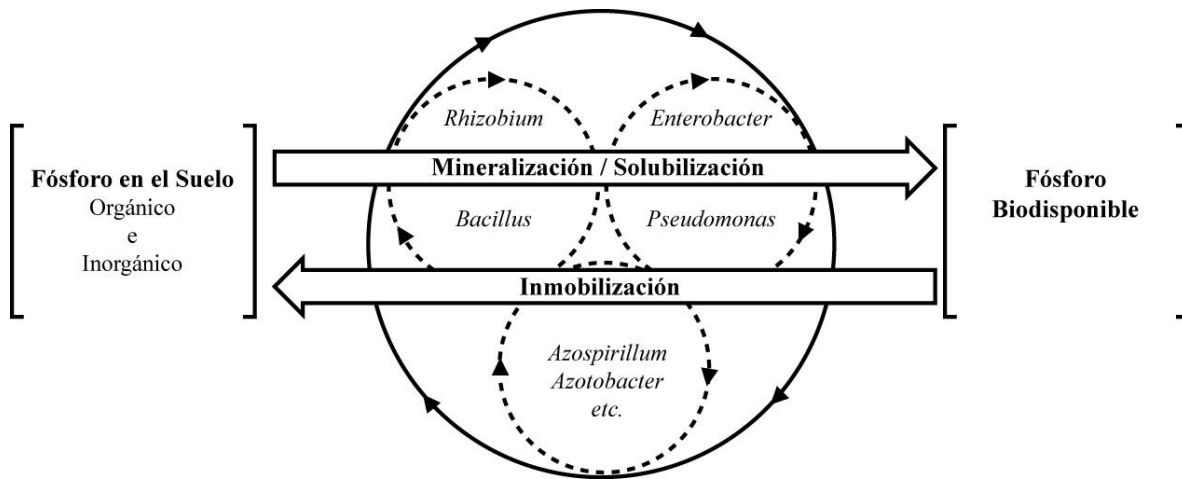 Fósforo en el Suelo
Orgánico
e
Inorgánico
Rhizobium
Enterobacter
Mineralización / Solubilización
Bacillus
Pseudomonas
Inmobilización
Azospirillum
Azotobacter
etc.
Fósforo
Biodisponible